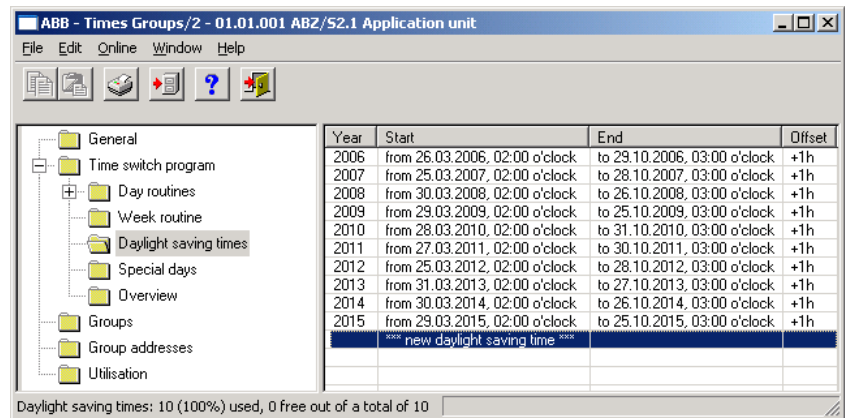 ABB - Times Groups/2 - 01.01.001 ABZ/S2.1 Application unit
File Edit Online Window Help
General
Time switch program
Day routines
Week routine
Daylight saving times
Special days
Overview
Groups
Group addresses
Utilisation
Year Start End Offset
2006 from 26.03.2006, 02:00 o'clock to 29.10.2006, 03:00 o'clock +1h
2007 from 25.03.2007, 02:00 o'clock to 28.10.2007, 03:00 o'clock +1h
2008 from 30.03.2008, 02:00 o'clock to 26.10.2008, 03:00 o'clock +1h
2009 from 29.03.2009, 02:00 o'clock to 25.10.2009, 03:00 o'clock +1h
2010 from 28.03.2010, 02:00 o'clock to 31.10.2010, 03:00 o'clock +1h
2011 from 27.03.2011, 02:00 o'clock to 30.10.2011, 03:00 o'clock +1h
2012 from 25.03.2012, 02:00 o'clock to 28.10.2012, 03:00 o'clock +1h
2013 from 31.03.2013, 02:00 o'clock to 27.10.2013, 03:00 o'clock +1h
2014 from 30.03.2014, 02:00 o'clock to 26.10.2014, 03:00 o'clock +1h
2015 from 29.03.2015, 02:00 o'clock to 25.10.2015, 03:00 o'clock +1h
*** new daylight saving time ***
Daylight saving times: 10 (100%) used, 0 free out of a total of 10